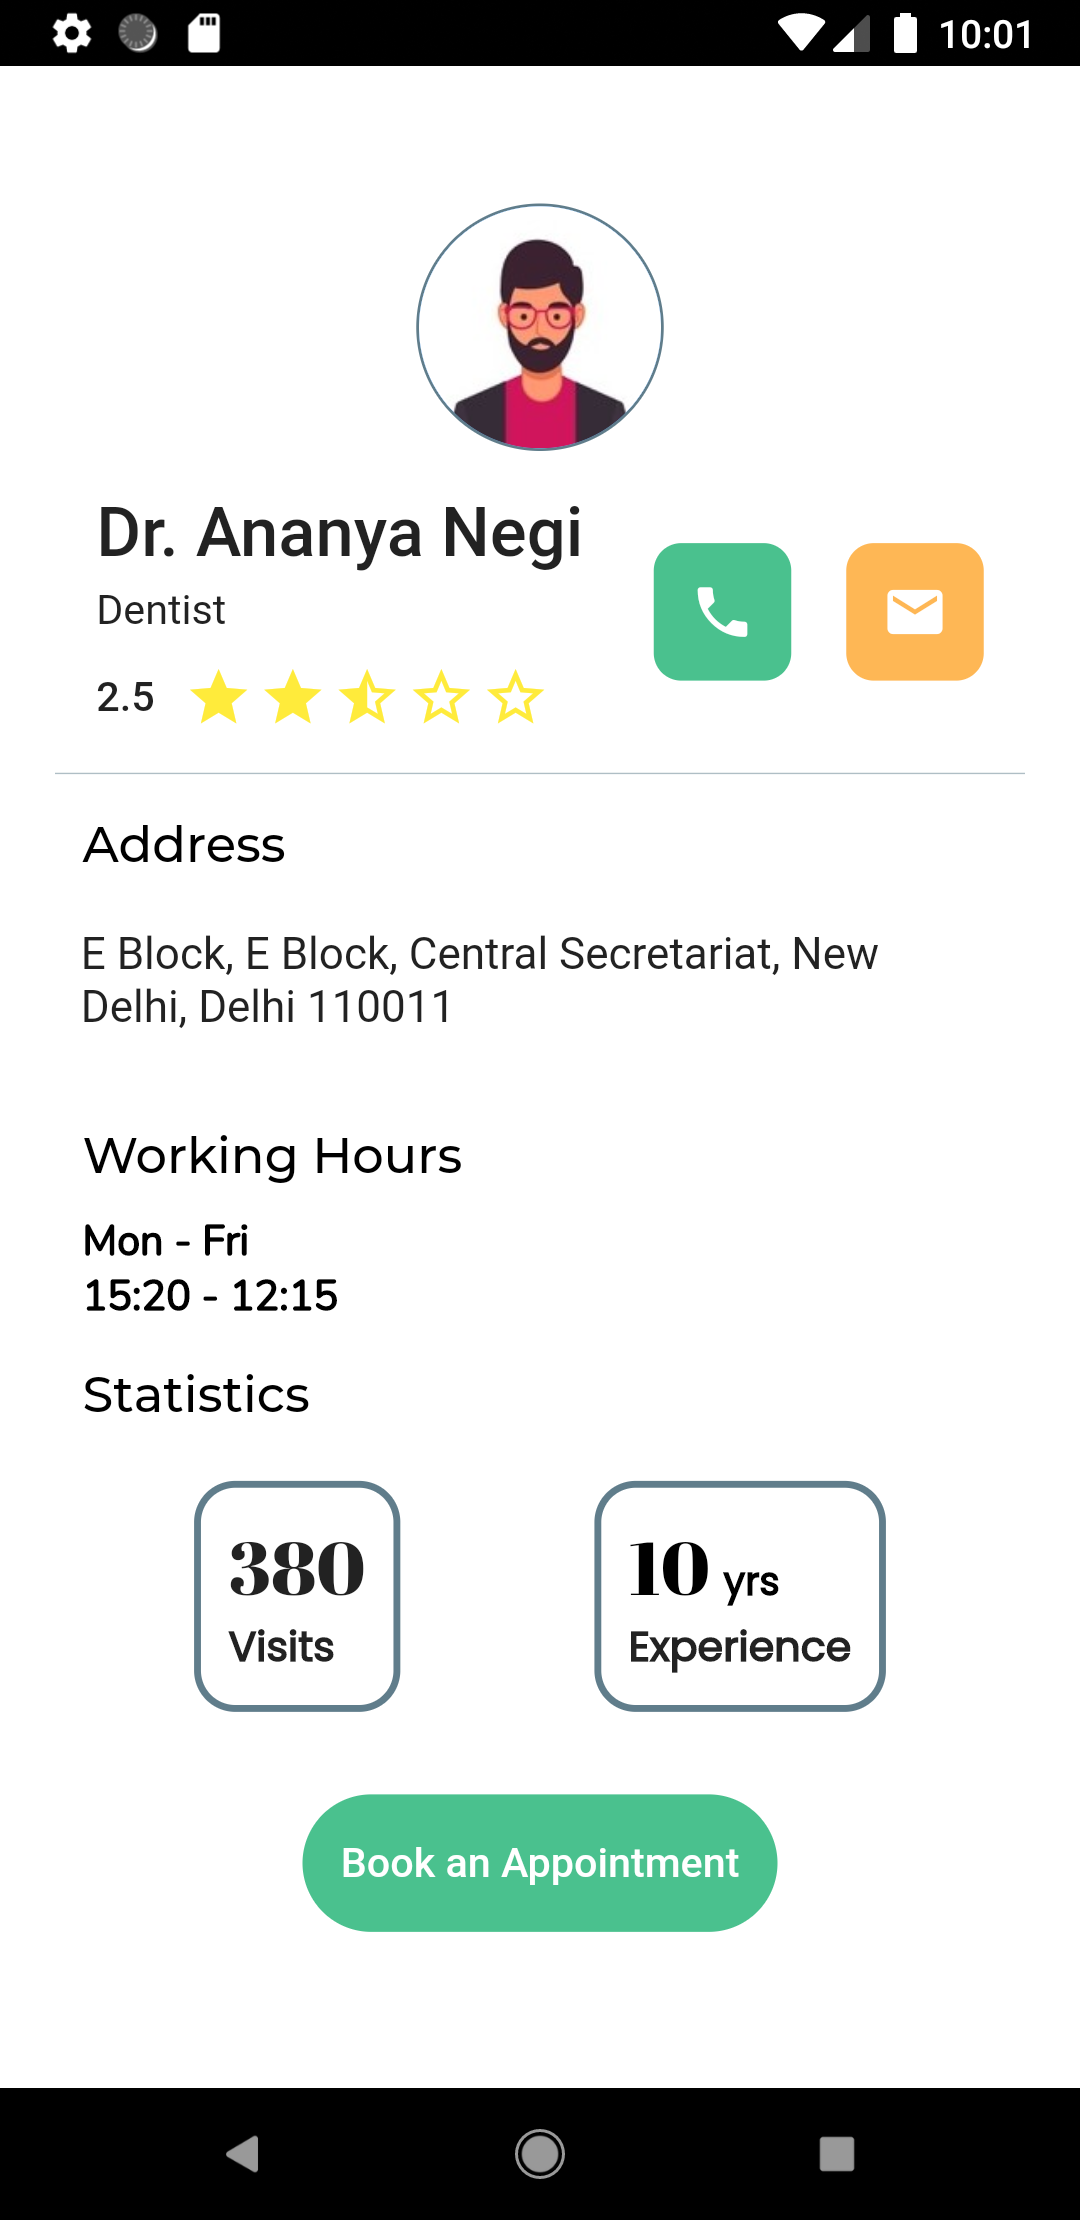 10:01
Dr. Ananya Negi
Dentist
2.5
Address
E Block, E Block, Central Secretariat, New
Delhi, Delhi 110011
Working Hours
Mon - Fri
15:20 - 12:15
Statistics
380
Visits
10 yrs
Experience
Book an Appointment